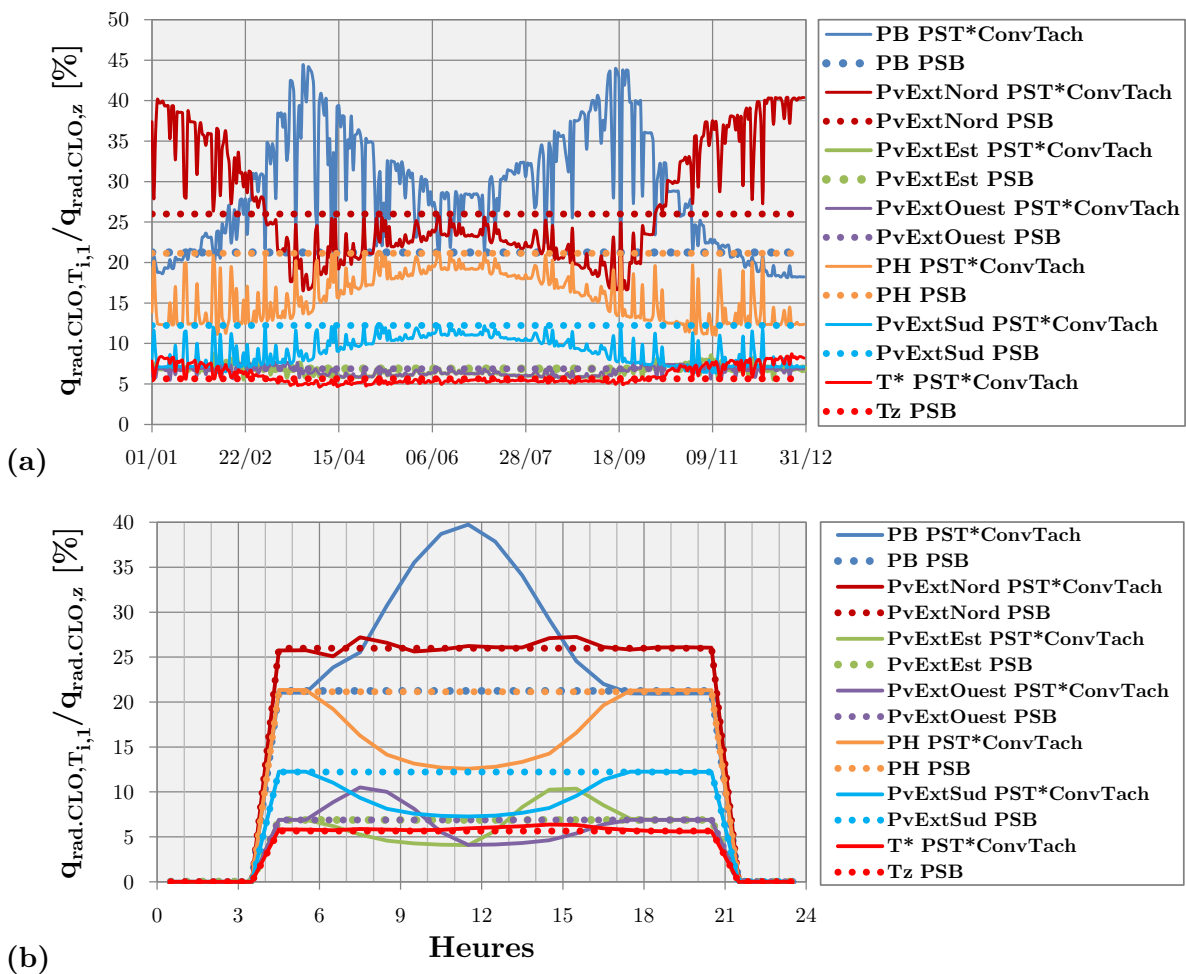 (a)
q_rad.CLO,T_i,1/q_rad.CLO,z [%]
50
45
40
35
30
25
20
15
10
5
0
01/01 22/02 15/04 06/06 28/07 18/09 09/11 31/12
PB PST*ConvTach
PB PSB
PvExtNord PST*ConvTach
PvExtNord PSB
PvExtEst PST*ConvTach
PvExtEst PSB
PvExtOuest PST*ConvTach
PvExtOuest PSB
PH PST*ConvTach
PH PSB
PvExtSud PST*ConvTach
PvExtSud PSB
T* PST*ConvTach
Tz PSB
(b)
q_rad.CLO,T_i,1/q_rad.CLO,z [%]
40
35
30
25
20
15
10
5
0
0 3 6 9 12 15 18 21 24
Heures
PB PST*ConvTach
PB PSB
PvExtNord PST*ConvTach
PvExtNord PSB
PvExtEst PST*ConvTach
PvExtEst PSB
PvExtOuest PST*ConvTach
PvExtOuest PSB
PH PST*ConvTach
PH PSB
PvExtSud PST*ConvTach
PvExtSud PSB
T* PST*ConvTach
Tz PSB